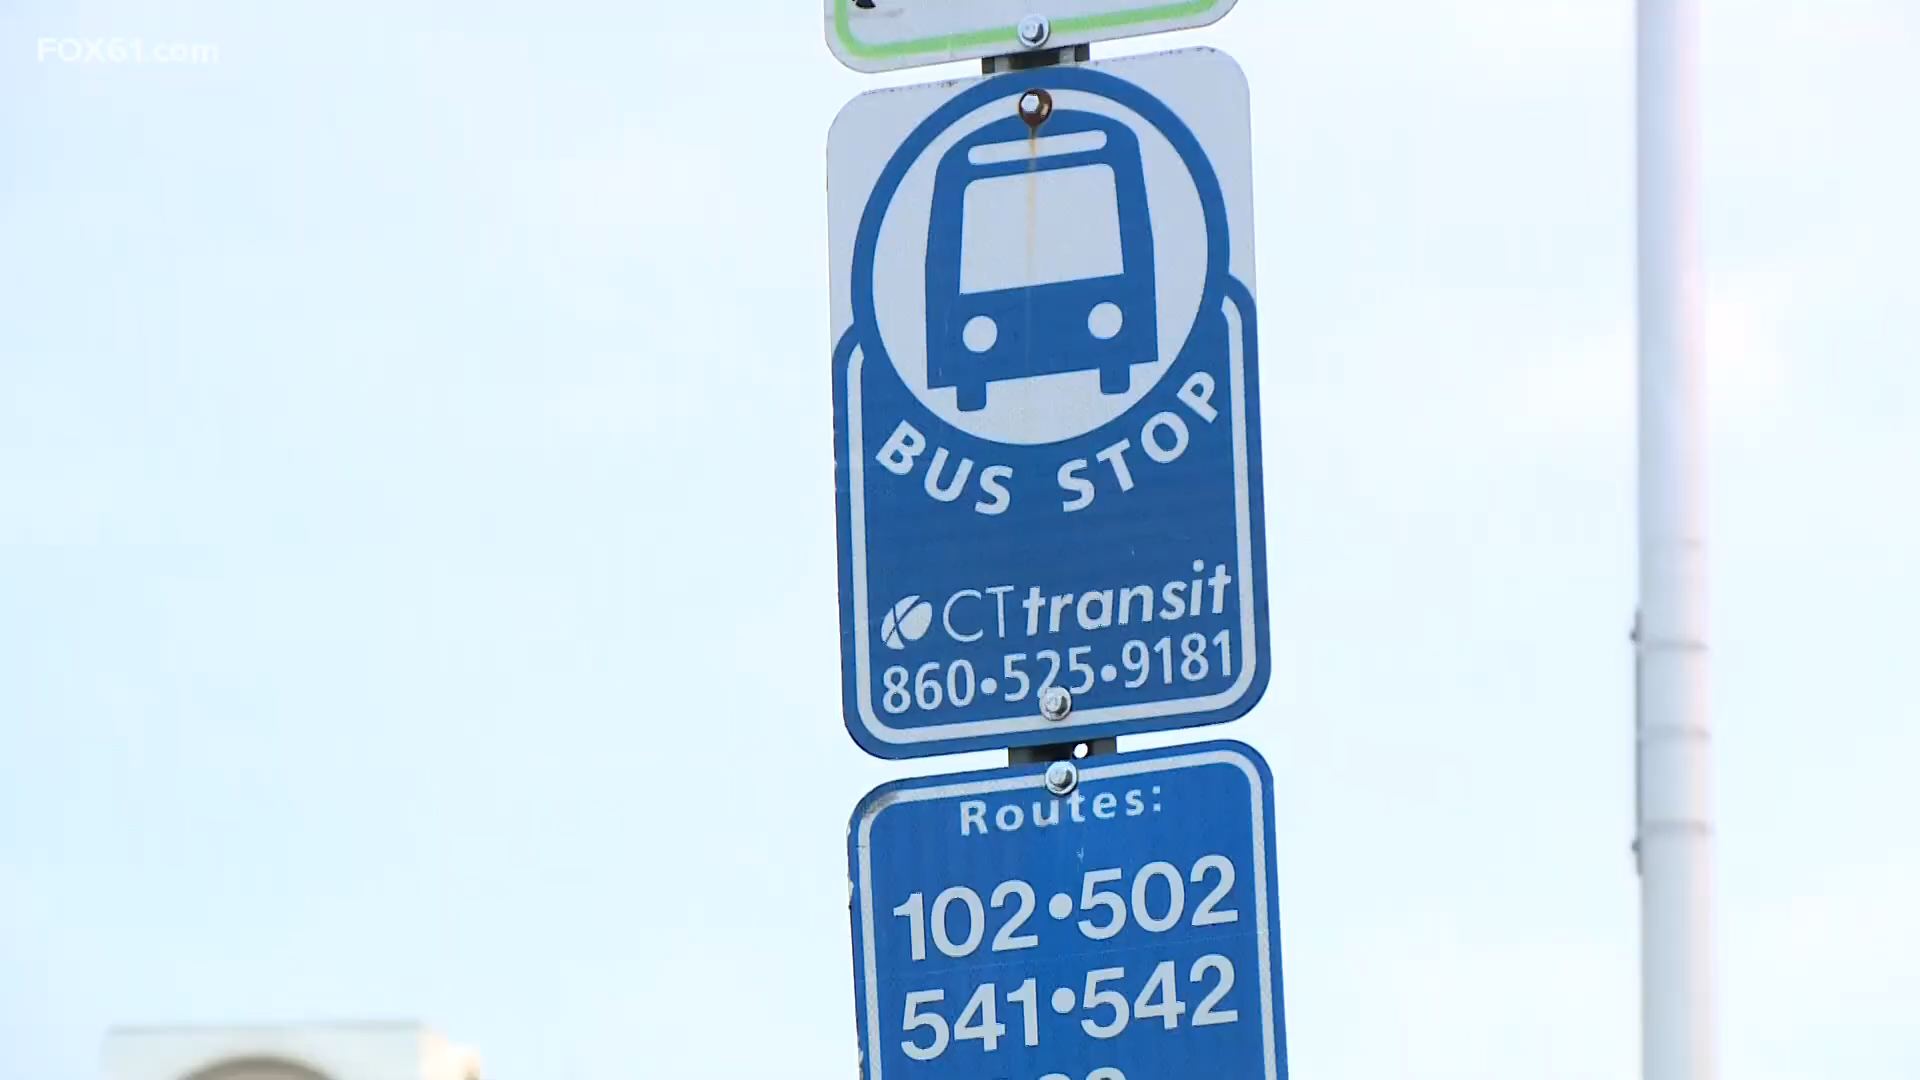 FOX61.com
BUS STOP
CTtransit
860•525•9181
Routes:
102•502
541•542